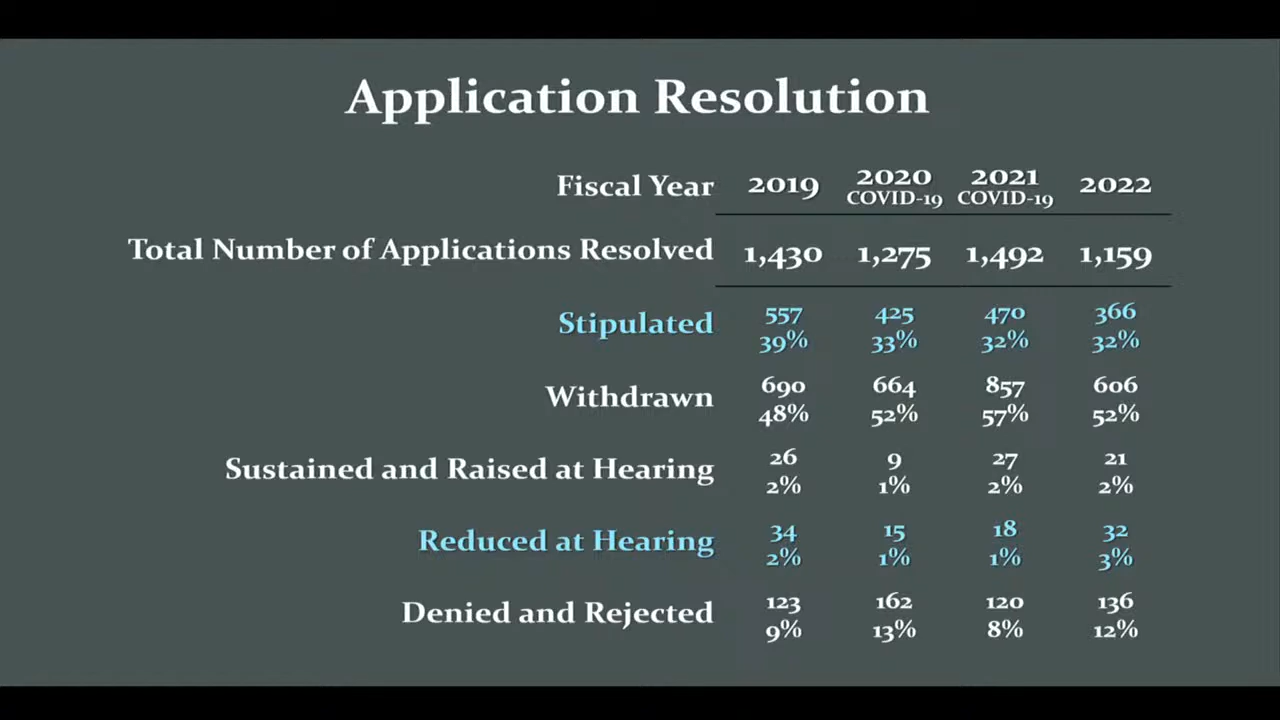 Application Resolution
Fiscal Year 2019 2020 2021 2022
COVID-19 COVID-19
Total Number of Applications Resolved 1,430 1,275 1,492 1,159
Stipulated 557 425 470 366
39% 33% 32% 32%
Withdrawn 690 664 857 606
48% 52% 57% 52%
Sustained and Raised at Hearing 26 9 27 21
2% 1% 2% 2%
Reduced at Hearing 34 15 18 32
2% 1% 1% 3%
Denied and Rejected 123 162 120 136
9% 13% 8% 12%